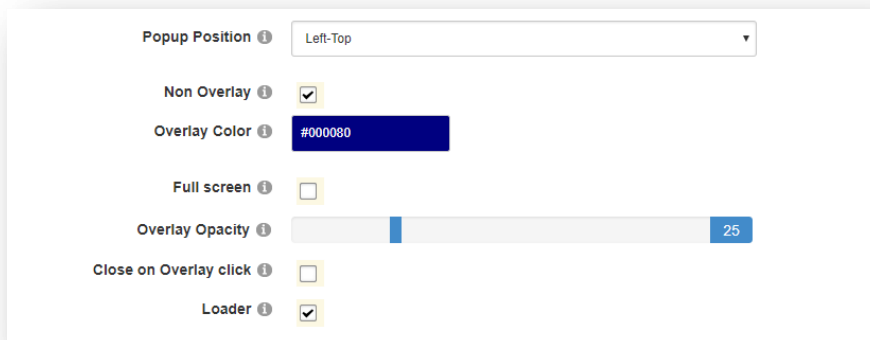 Popup Position
Left-Top
Non Overlay
Overlay Color
#000080
Full screen
Overlay Opacity
25
Close on Overlay click
Loader